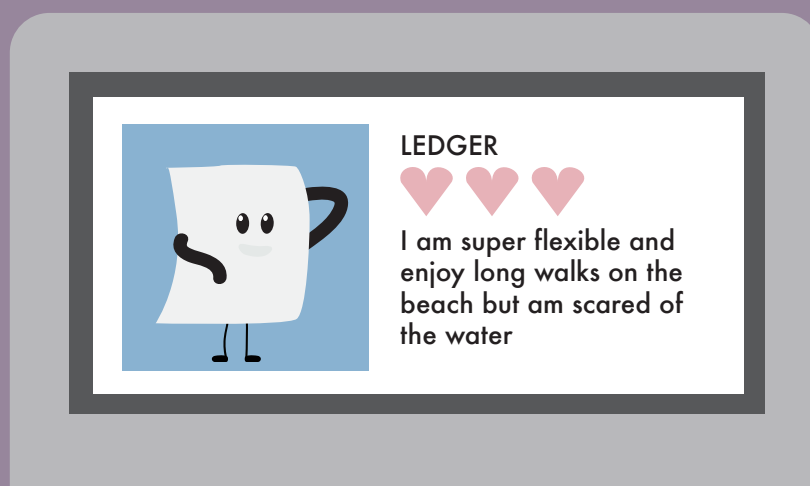 LEDGER
I am super flexible and
enjoy long walks on the
beach but am scared of
the water